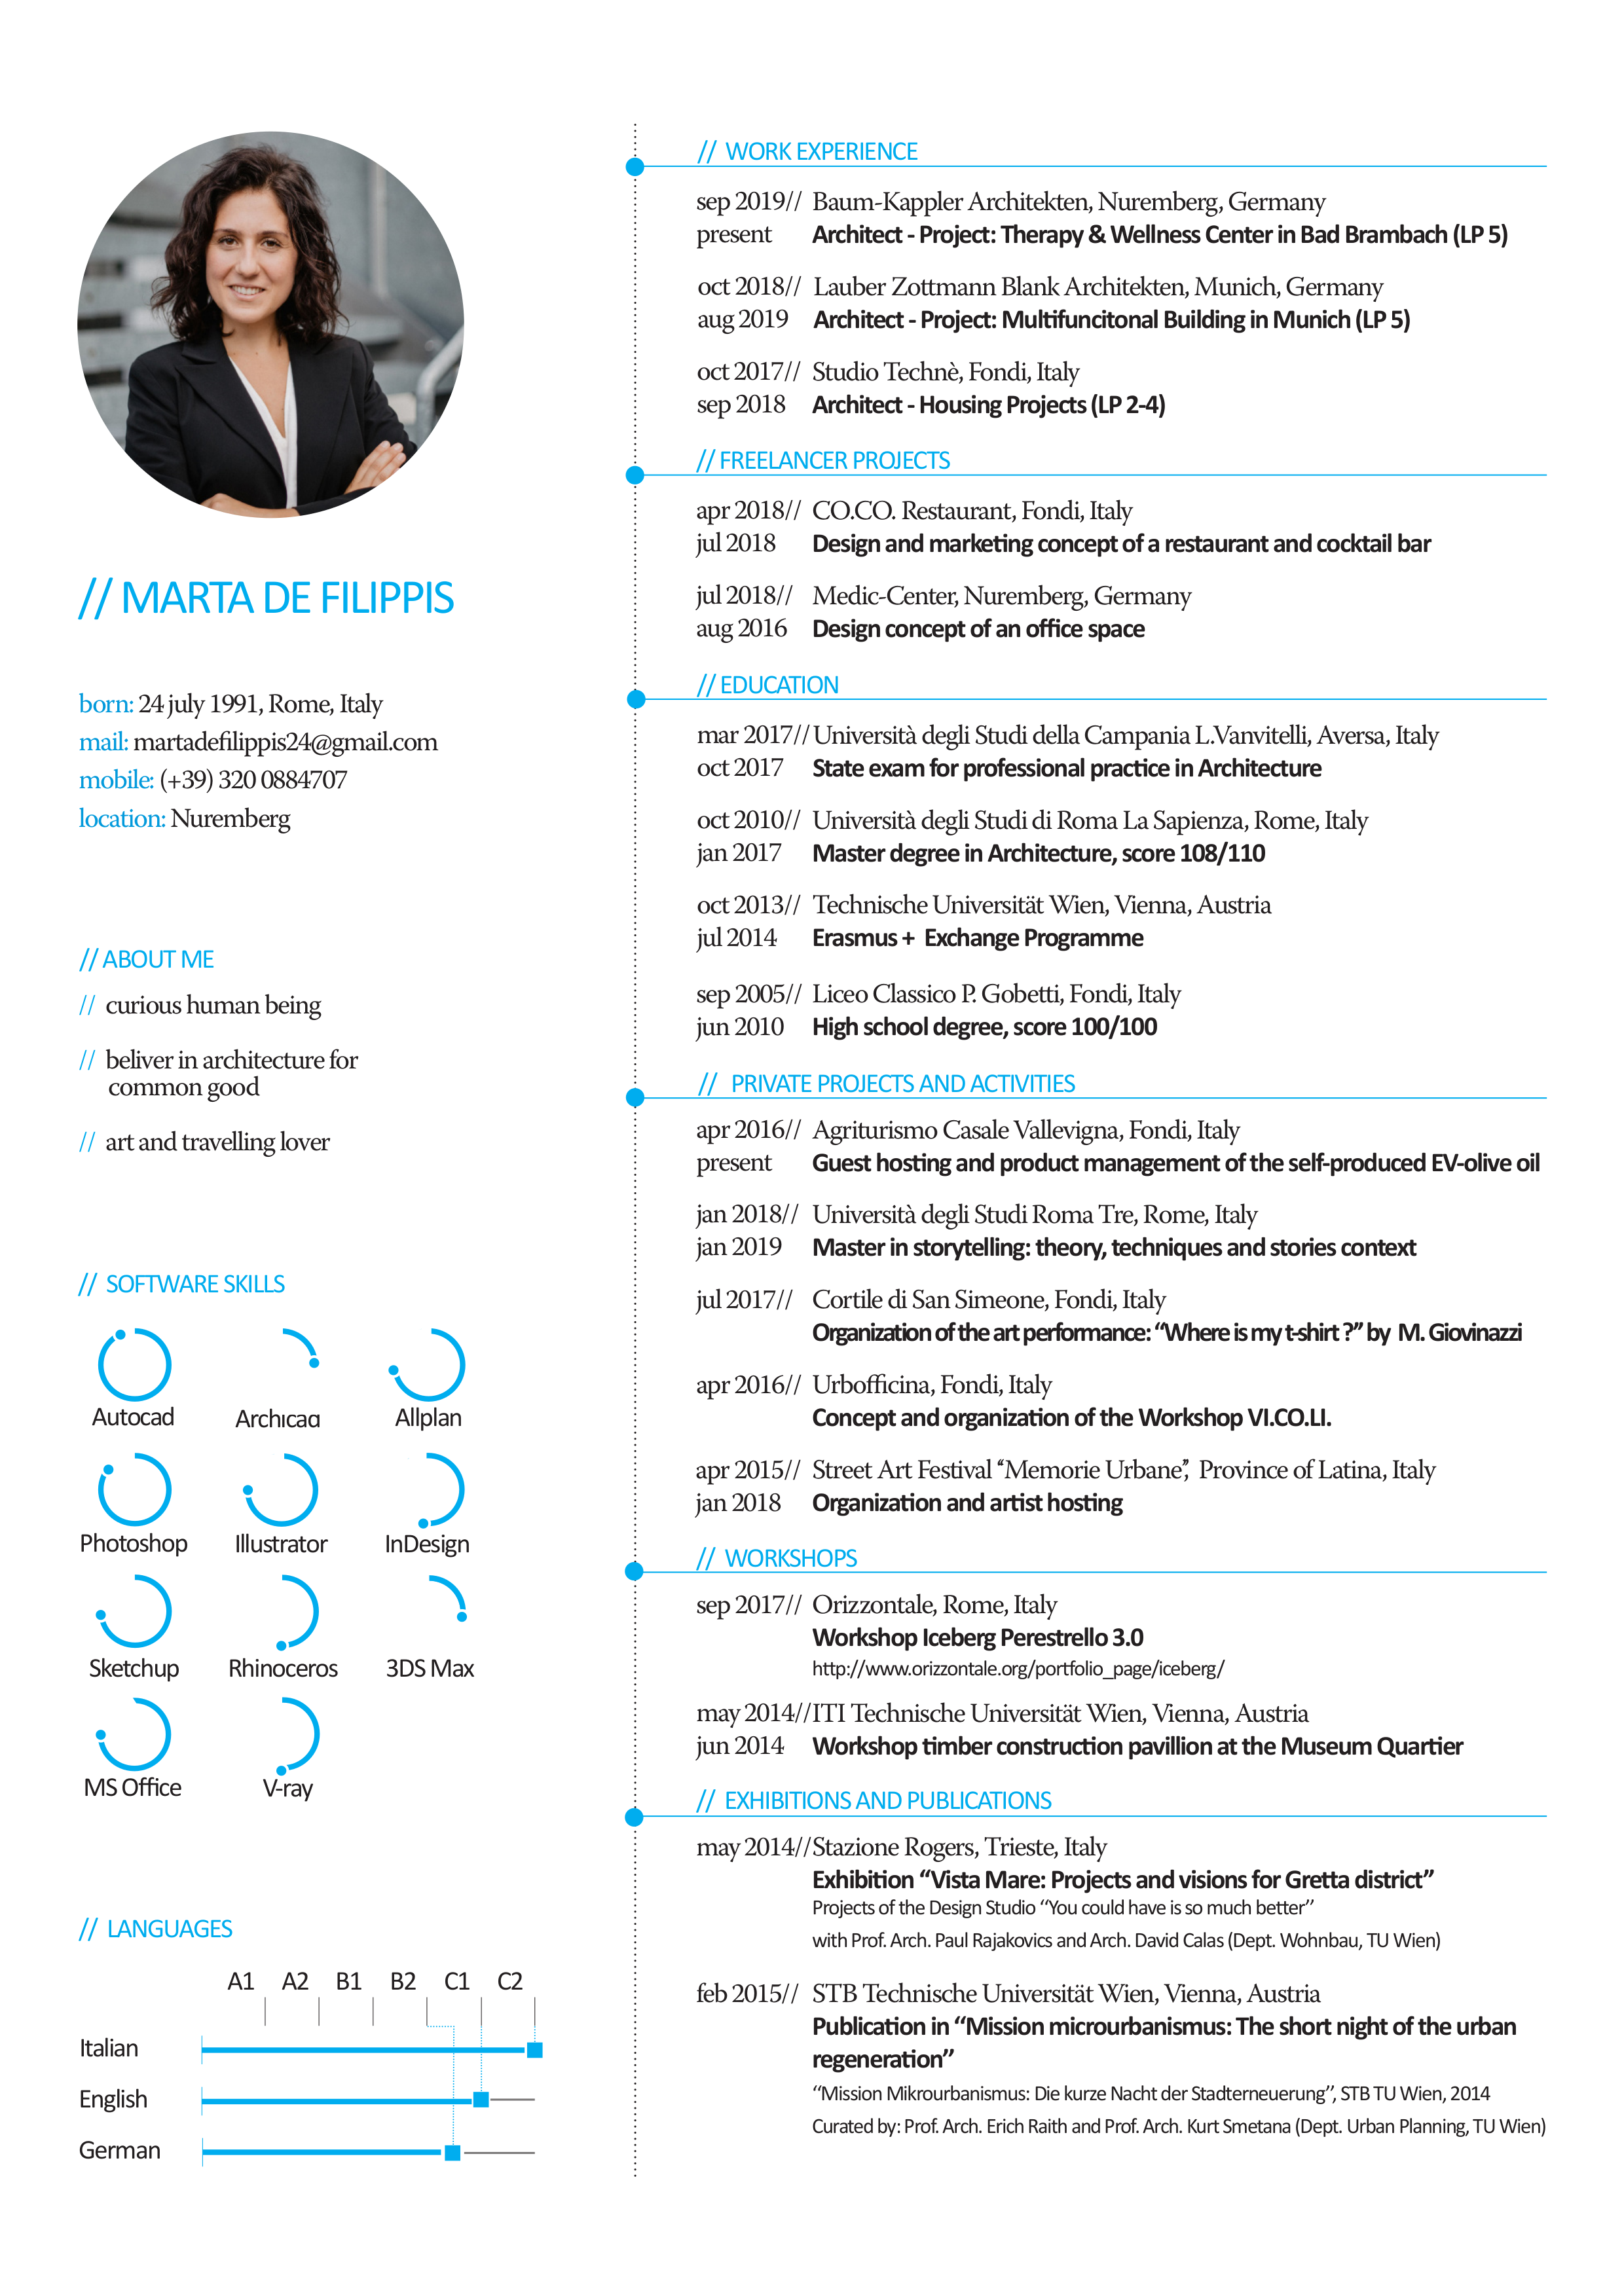 // MARTA DE FILIPPIS
born: 24 july 1991, Rome, Italy
mail: martadefilippis24@gmail.com
mobile: (+39) 320 0884707
location: Nuremberg
// ABOUT ME
// curious human being
// beliver in architecture for
common good
// art and travelling lover
// SOFTWARE SKILLS
Autocad Archicad Allplan
Photoshop Illustrator InDesign
Sketchup Rhinoceros 3DS Max
MS Office V-ray
// LANGUAGES
A1 A2 B1 B2 C1 C2
Italian
English
German
// WORK EXPERIENCE
sep 2019// Baum-Kappler Architekten, Nuremberg, Germany
present Architect - Project: Therapy & Wellness Center in Bad Brambach (LP 5)
oct 2018// Lauber Zottmann Blank Architekten, Munich, Germany
aug 2019 Architect - Project: Multifuncitonal Building in Munich (LP 5)
oct 2017// Studio Technè, Fondi, Italy
sep 2018 Architect - Housing Projects (LP 2-4)
// FREELANCER PROJECTS
apr 2018// CO.CO. Restaurant, Fondi, Italy
jul 2018 Design and marketing concept of a restaurant and cocktail bar
jul 2018// Medic-Center, Nuremberg, Germany
aug 2016 Design concept of an office space
// EDUCATION
mar 2017// Università degli Studi della Campania L.Vanvitelli, Aversa, Italy
oct 2017 State exam for professional practice in Architecture
oct 2010// Università degli Studi di Roma La Sapienza, Rome, Italy
jan 2017 Master degree in Architecture, score 108/110
oct 2013// Technische Universität Wien, Vienna, Austria
jul 2014 Erasmus + Exchange Programme
sep 2005// Liceo Classico P. Gobetti, Fondi, Italy
jun 2010 High school degree, score 100/100
// PRIVATE PROJECTS AND ACTIVITIES
apr 2016// Agriturismo Casale Vallevigna, Fondi, Italy
present Guest hosting and product management of the self-produced EV-olive oil
jan 2018// Università degli Studi Roma Tre, Rome, Italy
jan 2019 Master in storytelling: theory, techniques and stories context
jul 2017// Cortile di San Simeone, Fondi, Italy
Organization of the art performance: “Where is my t-shirt ?” by M. Giovinazzi
apr 2016// Urbofficina, Fondi, Italy
Concept and organization of the Workshop VI.CO.LI.
apr 2015// Street Art Festival “Memorie Urbane”, Province of Latina, Italy
jan 2018 Organization and artist hosting
// WORKSHOPS
sep 2017// Orizzontale, Rome, Italy
Workshop Iceberg Perestrello 3.0
http://www.orizzontale.org/portfolio_page/iceberg/
may 2014// ITI Technische Universität Wien, Vienna, Austria
jun 2014 Workshop timber construction pavillion at the Museum Quartier
// EXHIBITIONS AND PUBLICATIONS
may 2014// Stazione Rogers, Trieste, Italy
Exhibition “Vista Mare: Projects and visions for Gretta district”
Projects of the Design Studio “You could have is so much better”
with Prof. Arch. Paul Rajakovics and Arch. David Calas (Dept. Wohnbau, TU Wien)
feb 2015// STB Technische Universität Wien, Vienna, Austria
Publication in “Mission microurbanismus: The short night of the urban
regeneration”
“Mission Mikrourbanismus: Die kurze Nacht der Stadterneuerung”, STB TU Wien, 2014
Curated by: Prof. Arch. Erich Raith and Prof. Arch. Kurt Smetana (Dept. Urban Planning, TU Wien)